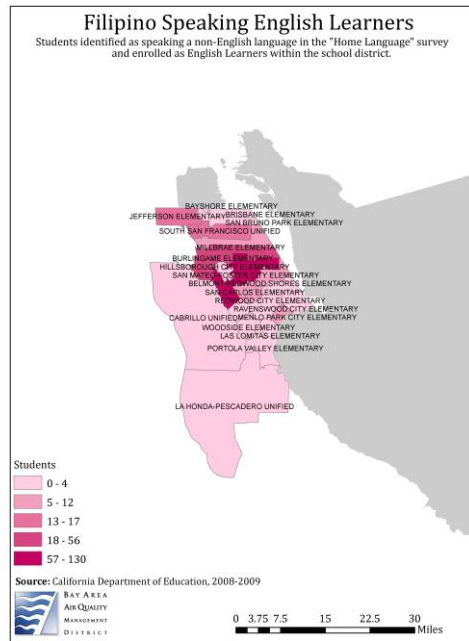 Filipino Speaking English Learners
Students identified as speaking a non-English language in the "Home Language" survey
and enrolled as English Learners within the school district.
BAYSHORE ELEMENTARY
JEFFERSON ELEMENTARY
BRISBANE ELEMENTARY
SAN BRUNO PARK ELEMENTARY
SOUTH SAN FRANCISCO UNIFIED
MILLBRAE ELEMENTARY
BURLINGAME ELEMENTARY
HILLSBOROUGH CITY ELEMENTARY
SAN MATEO-FOSTER CITY ELEMENTARY
BELMONT-REDWOOD SHORES ELEMENTARY
SAN CARLOS ELEMENTARY
REDWOOD CITY ELEMENTARY
RAVENSWOOD CITY ELEMENTARY
CABRILLO UNIFIED
MENLO PARK CITY ELEMENTARY
WOODSIDE ELEMENTARY
LAS LOMITAS ELEMENTARY
PORTOLA VALLEY ELEMENTARY
LA HONDA-PESCADERO UNIFIED
Students
0 - 4
5 - 12
13 - 17
18 - 56
57 - 130
Source: California Department of Education, 2008-2009
BAY AREA
AIR QUALITY
MANAGEMENT
DISTRICT
0 3.75 7.5 15 22.5 30
Miles